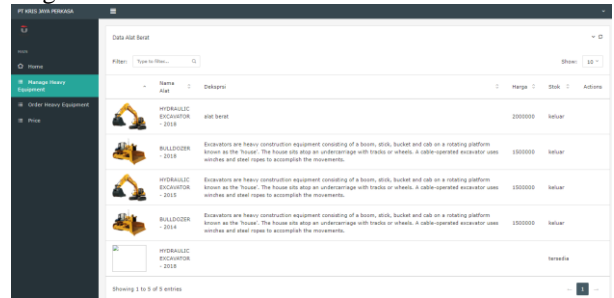 PT KRIS JAYA PERKASA
Data Alat Berat
Filter: Type to filter...
Show: 10
Home
Manage Heavy
Equipment
Order Heavy Equipment
Price
Name
Alat
Deksprsi
Harga
Stok
Actions
HYDRAULIC
EXCAVATOR
- 2018
alat berat
2000000
keluar
BULLDOZER
- 2018
Excavators are heavy construction equipment consisting of a boom, stick, bucket and cab on a rotating platform
known as the 'house'. The house sits atop an undercarriage with tracks or wheels. A cable-operated excavator uses
winches and steel ropes to accomplish the movements.
1500000
keluar
HYDRAULIC
EXCAVATOR
- 2015
Excavators are heavy construction equipment consisting of a boom, stick, bucket and cab on a rotating platform
known as the 'house'. The house sits atop an undercarriage with tracks or wheels. A cable-operated excavator uses
winches and steel ropes to accomplish the movements.
1500000
keluar
BULLDOZER
- 2014
Excavators are heavy construction equipment consisting of a boom, stick, bucket and cab on a rotating platform
known as the 'house'. The house sits atop an undercarriage with tracks or wheels. A cable-operated excavator uses
winches and steel ropes to accomplish the movements.
1500000
keluar
HYDRAULIC
EXCAVATOR
- 2016
tersedia
Showing 1 to 5 of 5 entries
1